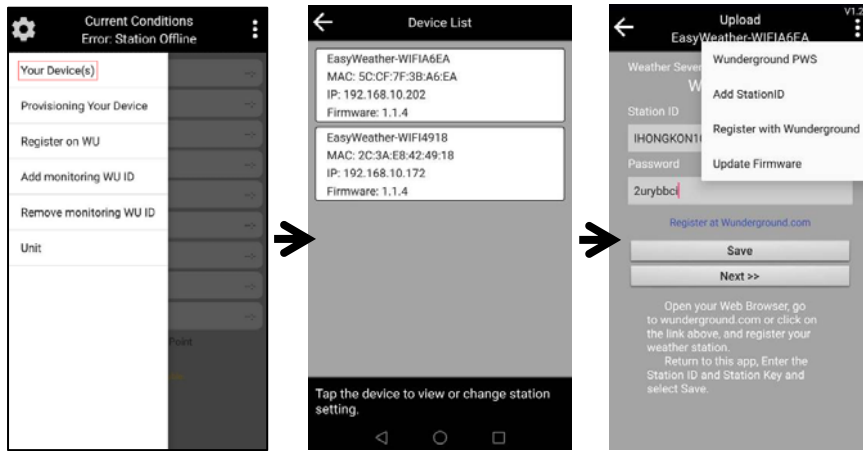 Current Conditions
Error: Station Offline
Your Device(s)
Provisioning Your Device
Register on WU
Add monitoring WU ID
Remove monitoring WU ID
Unit
Point
Device List
EasyWeather-WIFIA6EA
MAC: 5C:CF:7F:3B:A6:EA
IP: 192.168.10.202
Firmware: 1.1.4
EasyWeather-WIFI4918
MAC: 2C:3A:E8:42:49:18
IP: 192.168.10.172
Firmware: 1.1.4
Tap the device to view or change station
setting.
V1.2
Upload
EasyWeather-WIFIA6EA
Wunderground PWS
Add StationID
Register with Wunderground
Update Firmware
Weather Sever
W
Station ID
IHONGKON1
Password
2urybbci
Register at Wunderground.com
Save
Next >>
Open your Web Browser, go
to wunderground.com or click on
the link above, and register your
weather station.
Return to this app, Enter the
Station ID and Station Key and
select Save.